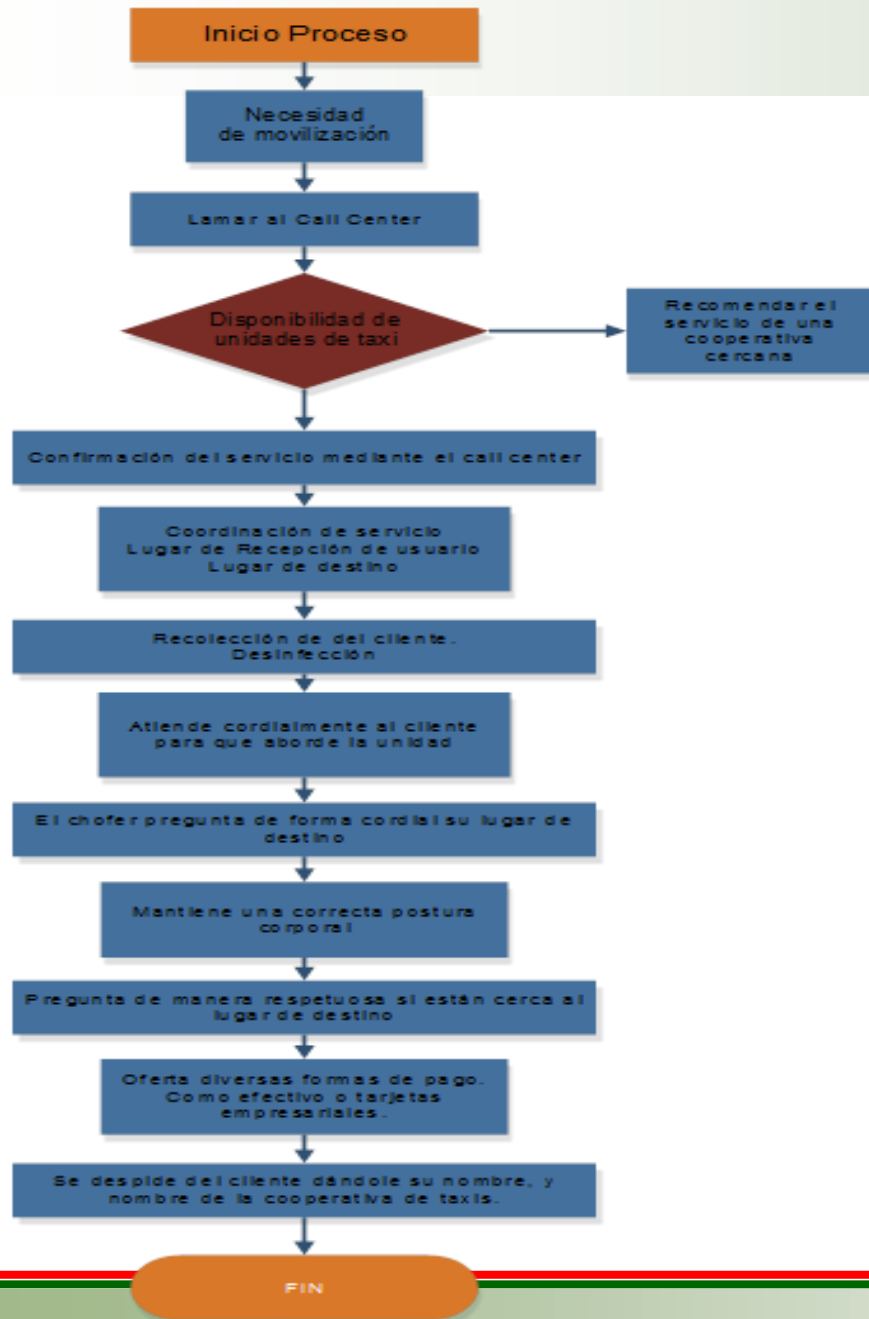 Inicio Proceso
Necesidad
de movilización
Lamar al Call Center
Disponibilidad de
unidades de taxi
Recomendar el
servicio de una
cooperativa
cercana
Confirmación del servicio mediante el call center
Coordinación de servicio
Lugar de Recepción de usuario
Lugar de destino
Recolección de del cliente.
Desinfección
Atiende cordialmente al cliente
para que aborde la unidad
El chofer pregunta de forma cordial su lugar de
destino
Mantiene una correcta postura
corporal
Pregunta de manera respetuosa si están cerca al
lugar de destino
Oferta diversas formas de pago.
Como efectivo o tarjetas
empresariales.
Se despide del cliente dándole su nombre, y
nombre de la cooperativa de taxis.
FIN